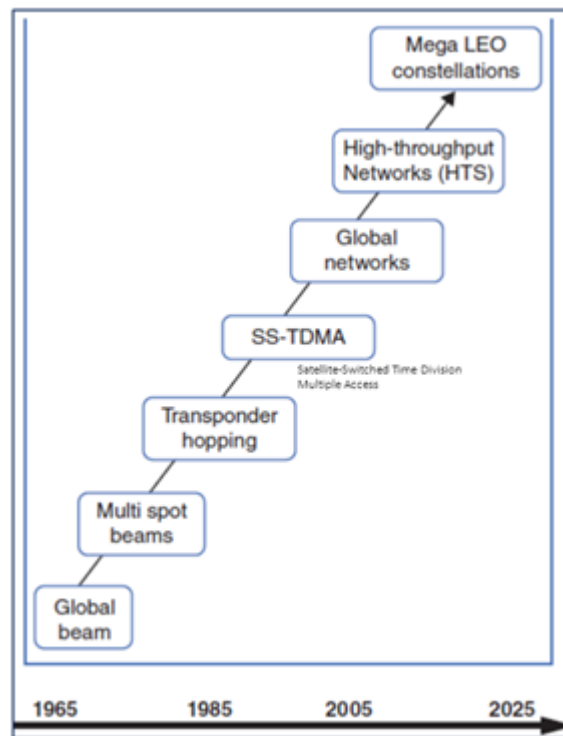 Mega LEO
constellations
High-throughput
Networks (HTS)
Global
networks
SS-TDMA
Satellite-Switched Time Division
Multiple Access
Transponder
hopping
Multi spot
beams
Global
beam
1965 1985 2005 2025